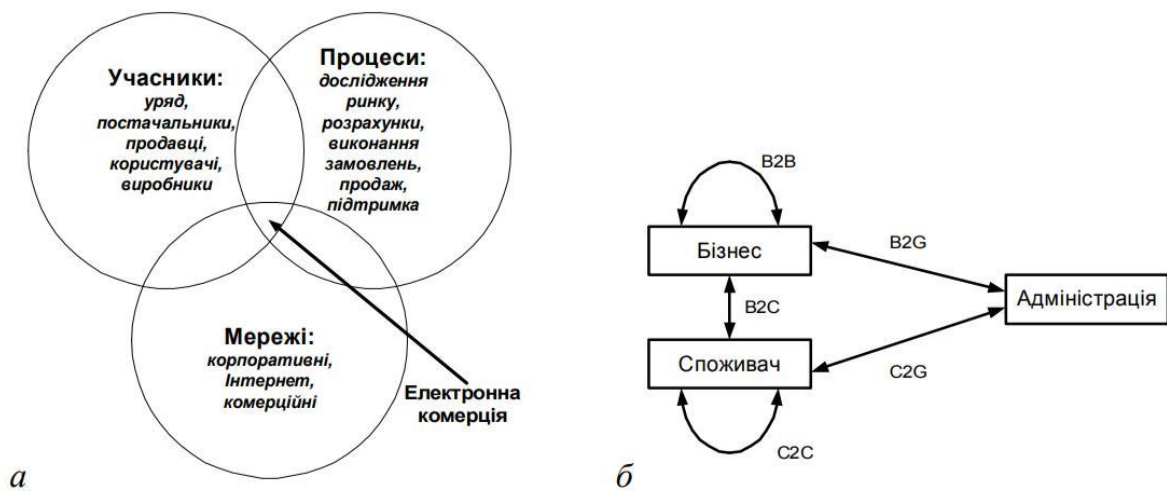 Учасники:
уряд,
постачальники,
продавці,
користувачі,
виробники
Процеси:
дослідження
ринку,
розрахунки,
виконання
замовлень,
продаж,
підтримка
Мережі:
корпоративні,
Інтернет,
комерційні
Електронна
комерція
а
B2B
Бізнес
B2G
Адміністрація
B2C
Споживач
C2G
C2C
б